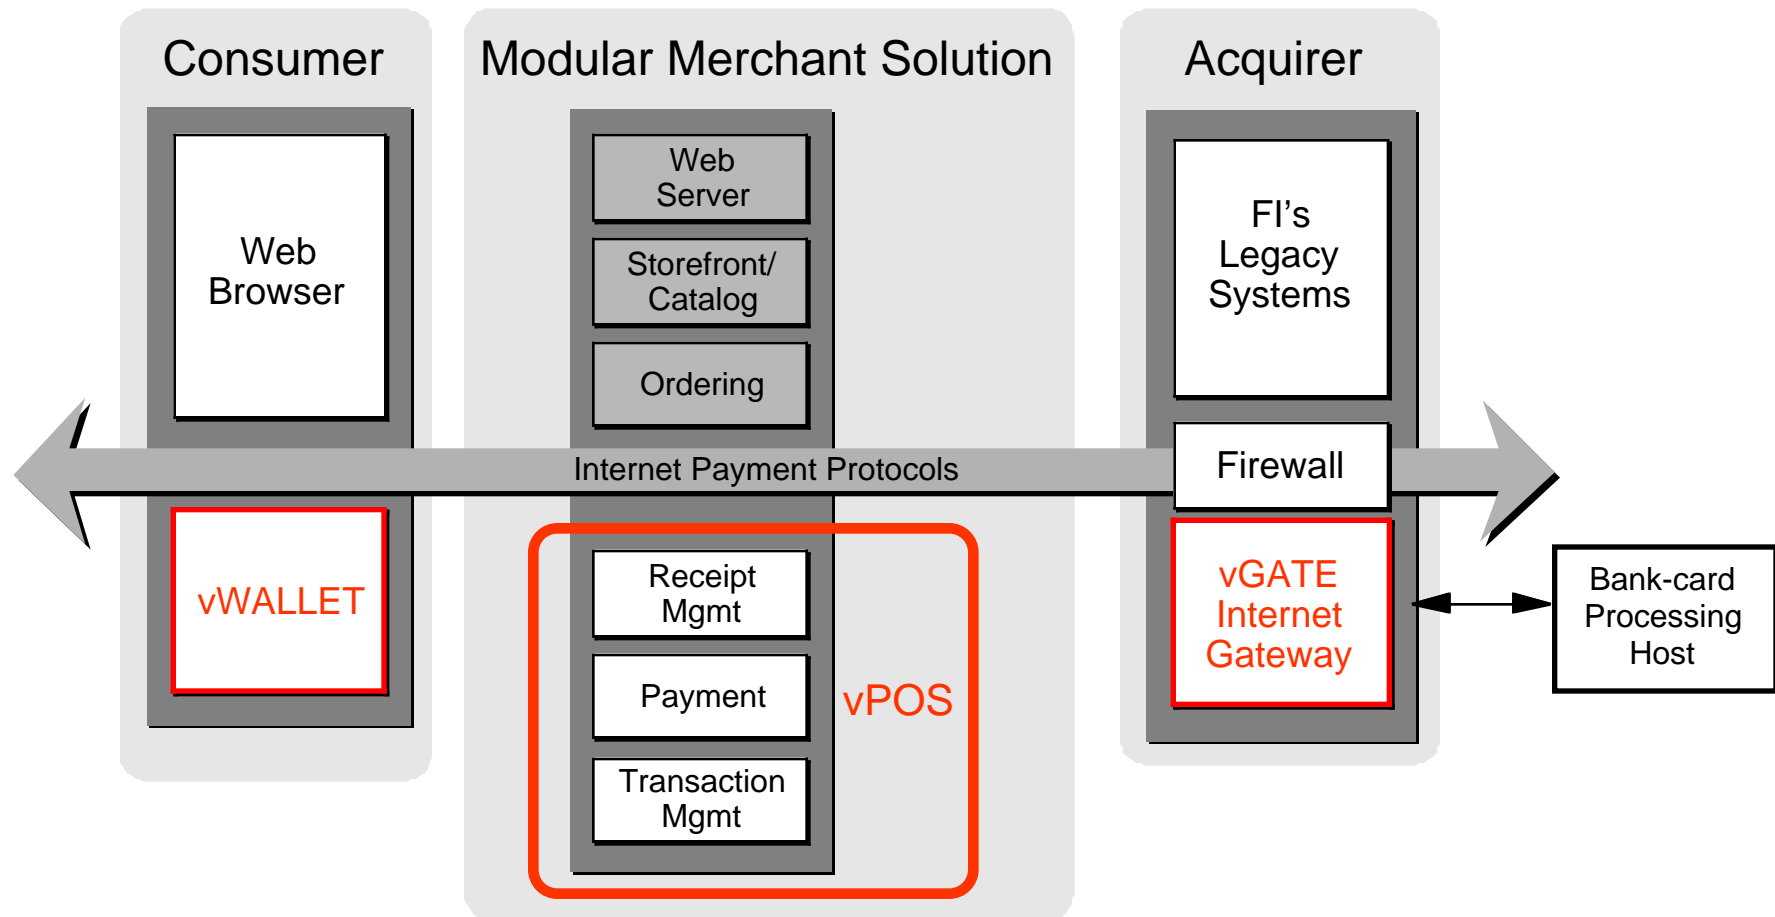 Consumer
Modular Merchant Solution
Acquirer
Web
Browser
Web
Server
Storefront/
Catalog
Ordering
FI's
Legacy
Systems
Internet Payment Protocols
Firewall
vWALLET
Receipt
Mgmt
Payment
Transaction
Mgmt
vPOS
vGATE
Internet
Gateway
Bank-card
Processing
Host